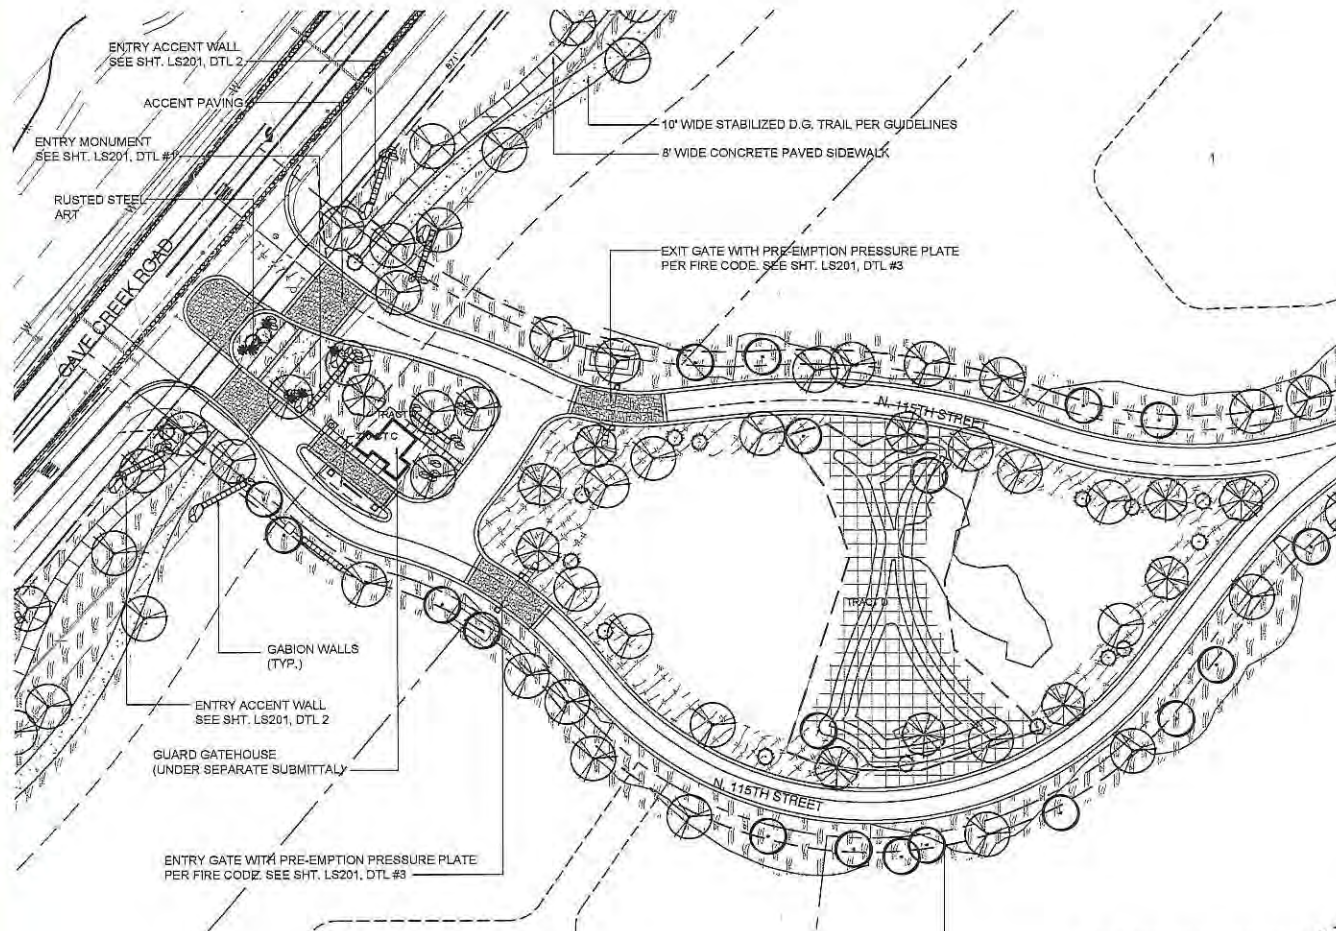 ENTRY ACCENT WALL
SEE SHT. LS201, DTL 2
871'
ACCENT PAVING
10' WIDE STABILIZED D.G. TRAIL PER GUIDELINES
ENTRY MONUMENT
SEE SHT. LS201, DTL #1
8' WIDE CONCRETE PAVED SIDEWALK
RUSTED STEEL
ART
EXIT GATE WITH PRE-EMPTION PRESSURE PLATE
PER FIRE CODE. SEE SHT. LS201, DTL #3
CAVE CREEK ROAD
N. 115TH STREET
TRACT D
GABION WALLS
(TYP.)
ENTRY ACCENT WALL
SEE SHT. LS201, DTL 2
GUARD GATEHOUSE
(UNDER SEPARATE SUBMITTAL)
N. 115TH STREET
ENTRY GATE WITH PRE-EMPTION PRESSURE PLATE
PER FIRE CODE. SEE SHT. LS201, DTL #3